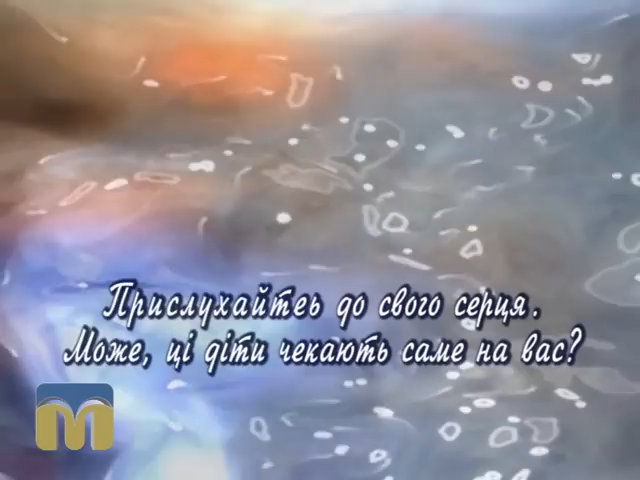 Прислухайтеь до свого серця.
Може, ці діти чекають саме на вас?